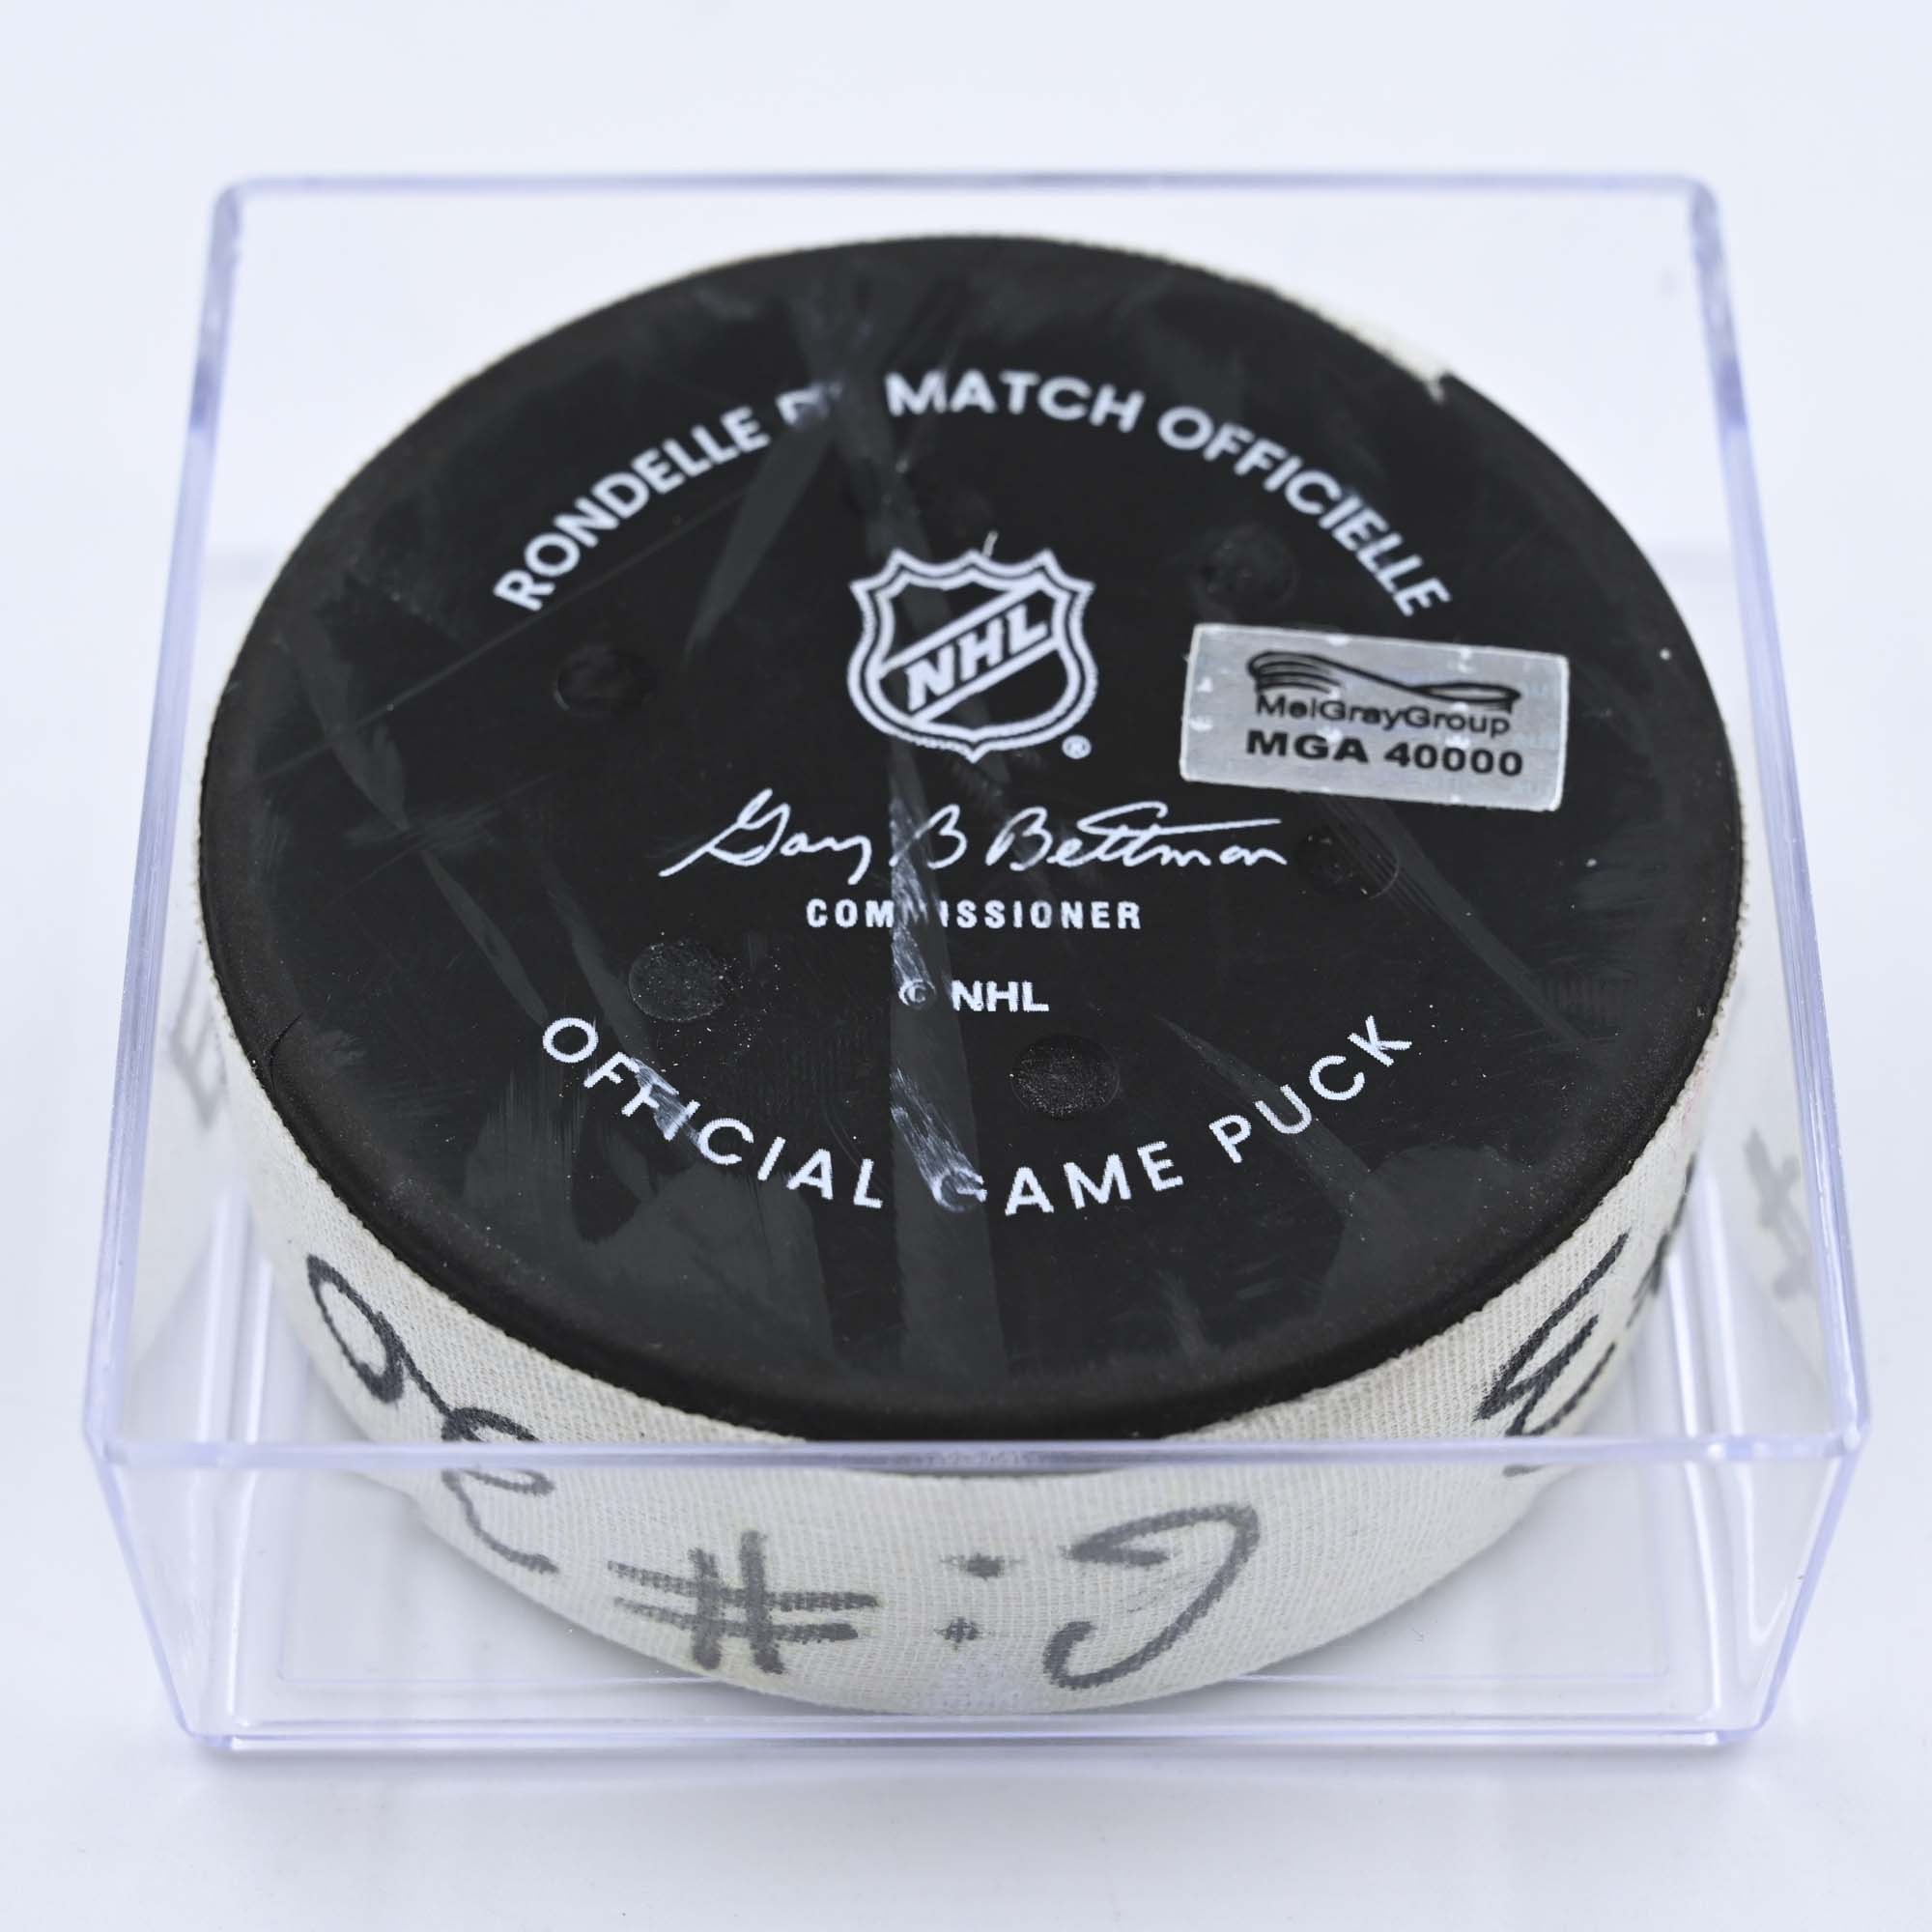 RONDELLE DE MATCH OFFICIELLE
NHL
MeiGrayGroup
MGA 40000
Gary B Bettman
COMMISSIONER
© NHL
OFFICIAL GAME PUCK
#